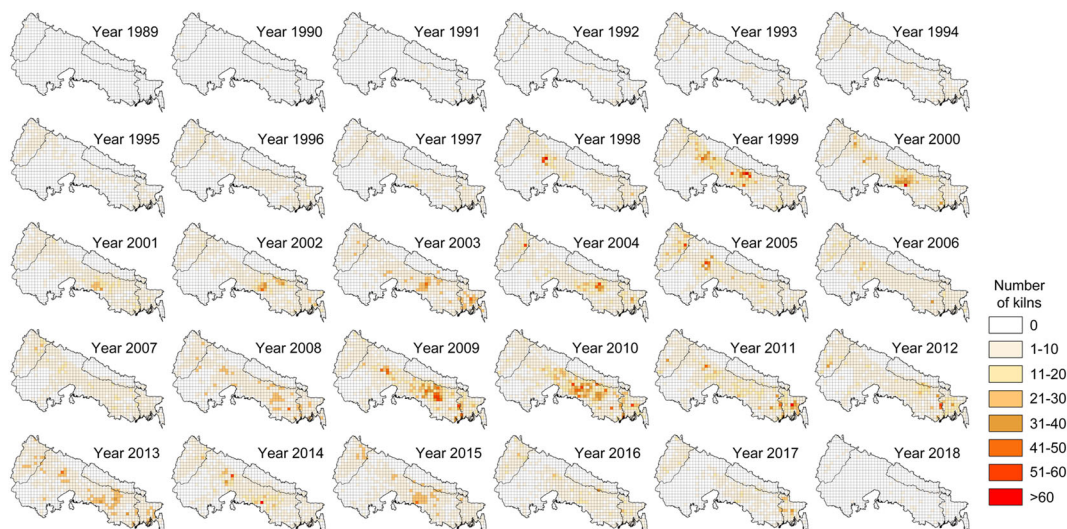 Year 1989
Year 1990
Year 1991
Year 1992
Year 1993
Year 1994
Year 1995
Year 1996
Year 1997
Year 1998
Year 1999
Year 2000
Year 2001
Year 2002
Year 2003
Year 2004
Year 2005
Year 2006
Year 2007
Year 2008
Year 2009
Year 2010
Year 2011
Year 2012
Year 2013
Year 2014
Year 2015
Year 2016
Year 2017
Year 2018
Number
of kilns
0
1-10
11-20
21-30
31-40
41-50
51-60
>60